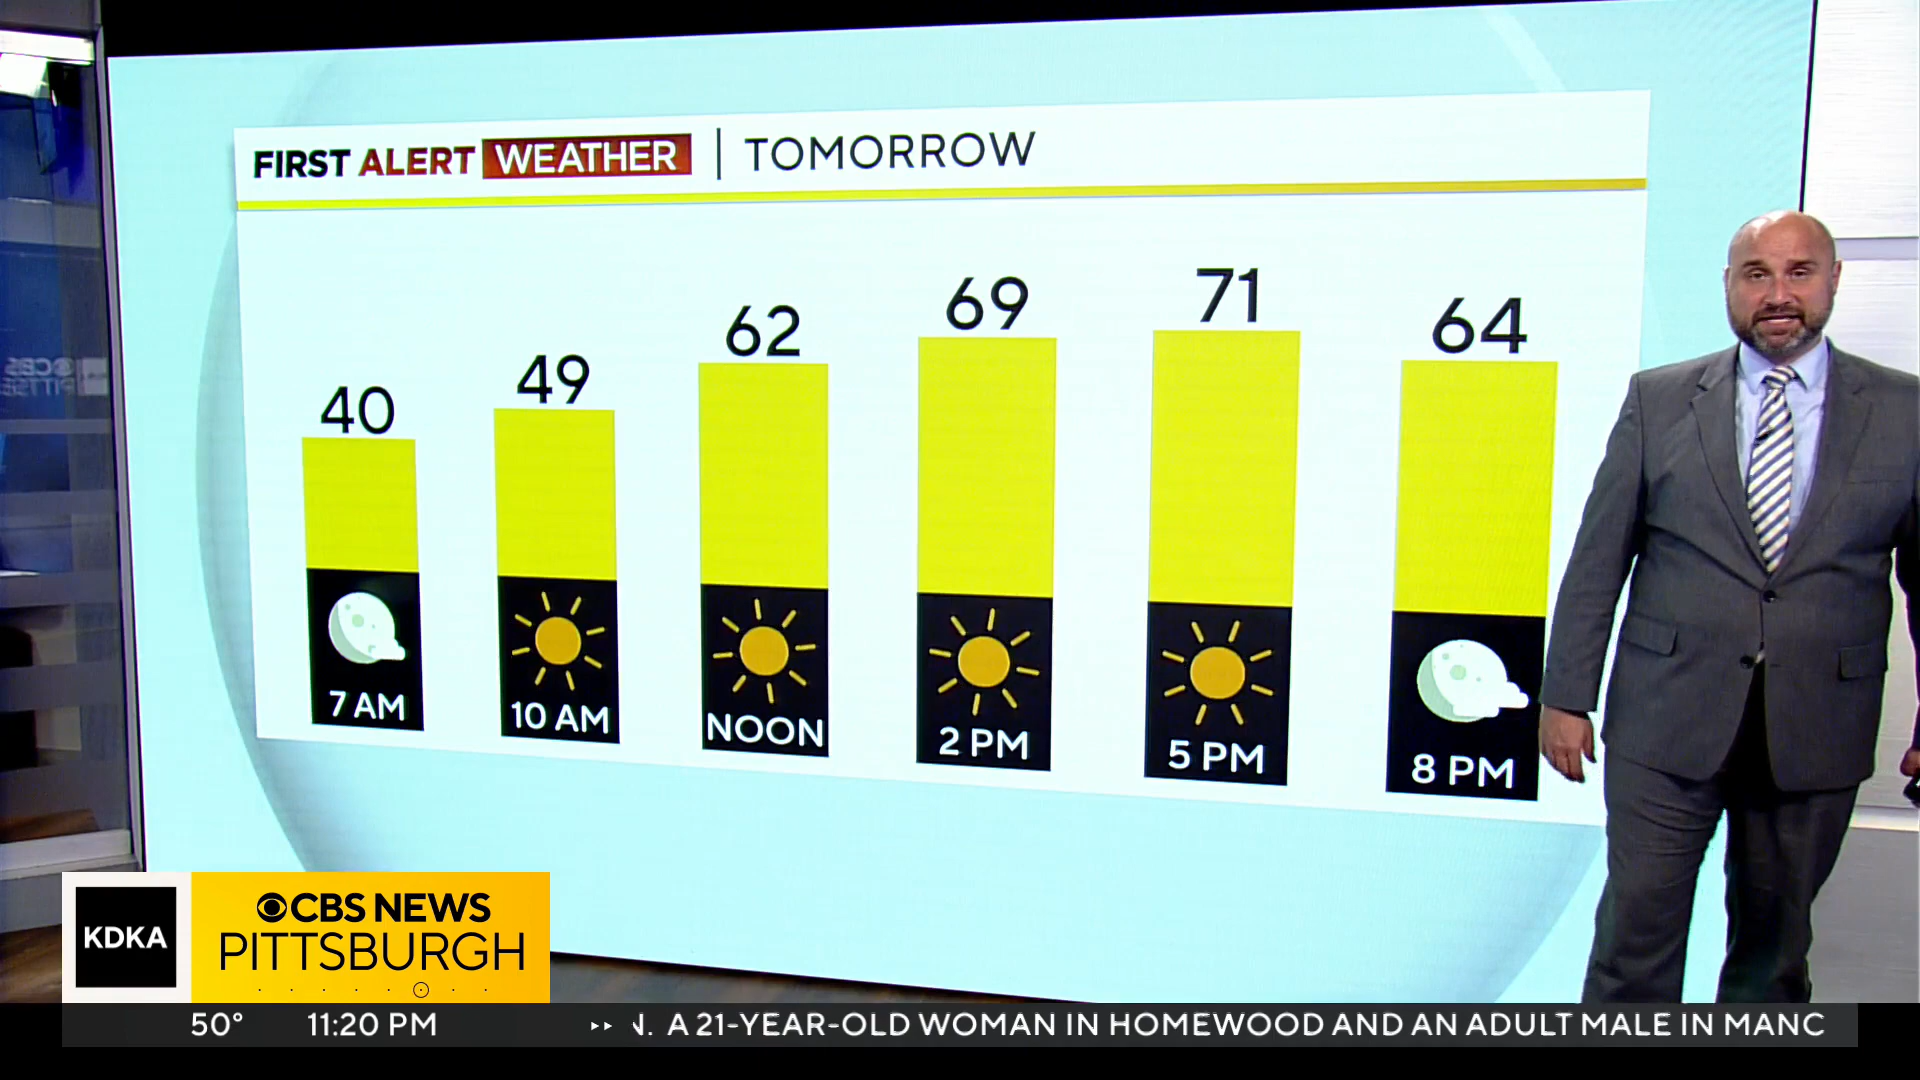 FIRST ALERT WEATHER | TOMORROW
40 49 62 69 71 64
7 AM 10 AM NOON 2 PM 5 PM 8 PM
KDKA
CBS NEWS
PITTSBURGH
50° 11:20 PM N. A 21-YEAR-OLD WOMAN IN HOMEWOOD AND AN ADULT MALE IN MANC